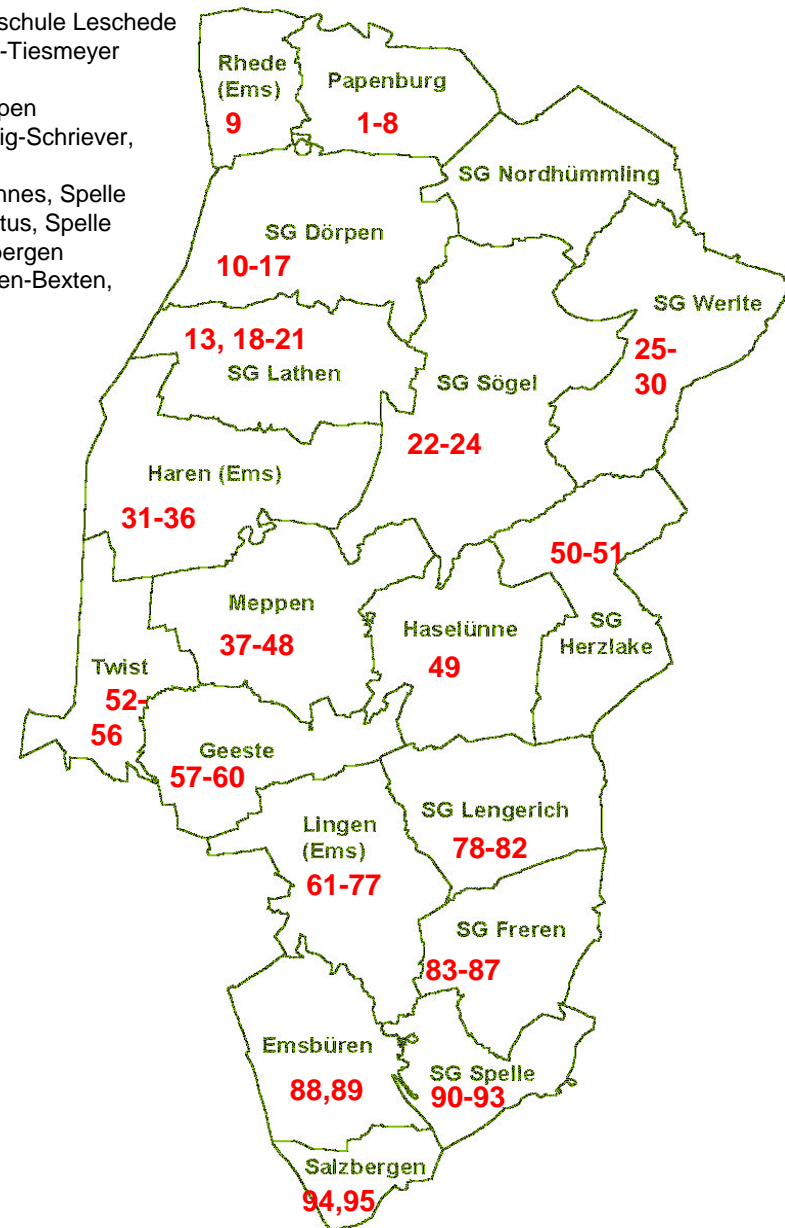 schule Leschede
-Tiesmeyer
pen
ig-Schriever,
nnes, Spelle
tus, Spelle
bergen
en-Bexten,
Rhede
(Ems)
9
Papenburg
1-8
SG Nordhümmling
SG Dörpen
10-17
SG Werlte
25-
30
13, 18-21
SG Lathen
SG Sögel
22-24
Haren (Ems)
31-36
50-51
SG
Herzlake
Meppen
37-48
Haselünne
49
Twist
52-
56
Geeste
57-60
SG Lengerich
78-82
Lingen
(Ems)
61-77
SG Freren
83-87
Emsbüren
88,89
SG Spelle
90-93
Salzbergen
94,95